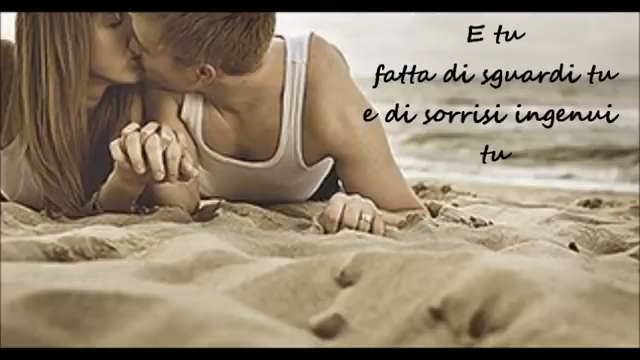 E tu
fatta di sguardi tu
e di sorrisi ingenui
tu